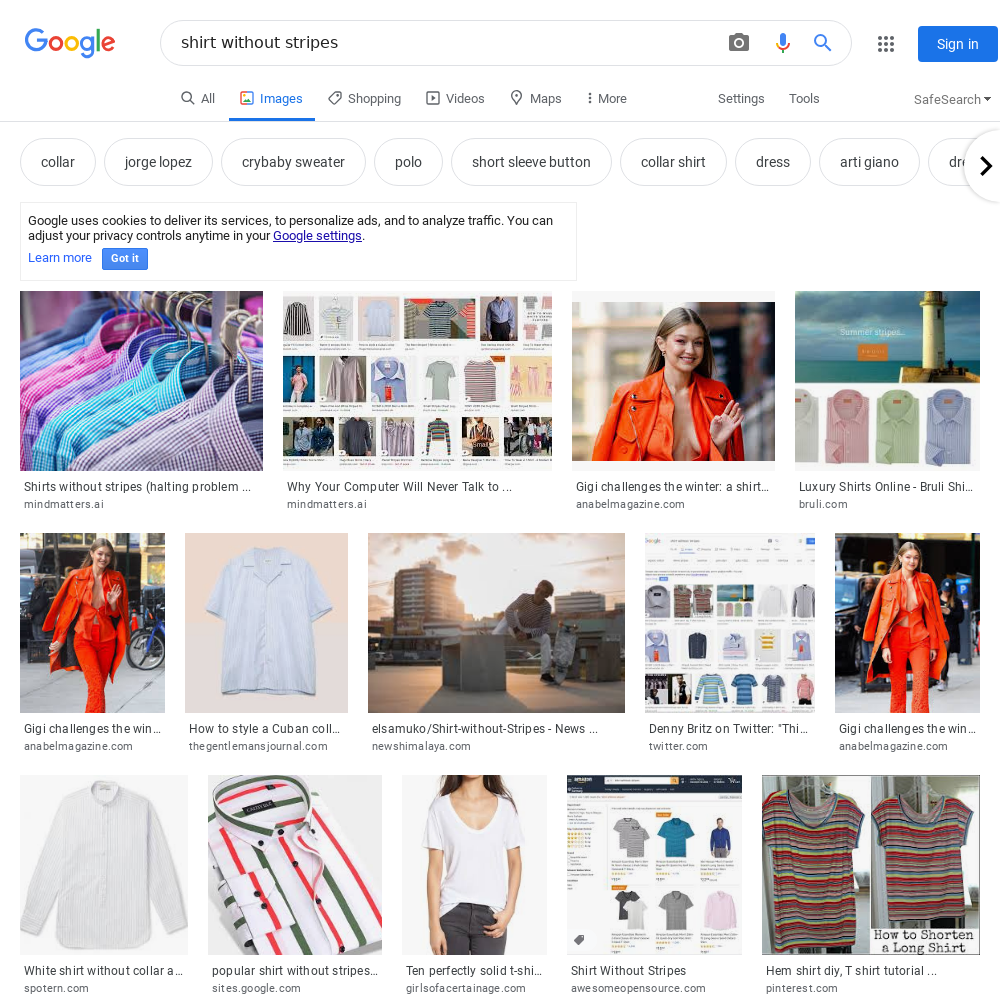 Google
shirt without stripes
Sign in
All
Images
Shopping
Videos
Maps
More
Settings
Tools
SafeSearch
collar
jorge lopez
crybaby sweater
polo
short sleeve button
collar shirt
dress
arti giano
Google uses cookies to deliver its services, to personalize ads, and to analyze traffic. You can
adjust your privacy controls anytime in your Google settings.
Learn more
Got it
Summer stripes...
Shirts without stripes (halting problem ...
mindmatters.ai
Why Your Computer Will Never Talk to ...
mindmatters.ai
Gigi challenges the winter: a shirt...
anabelmagazine.com
Luxury Shirts Online - Bruli Shi...
bruli.com
Gigi challenges the win...
anabelmagazine.com
How to style a Cuban coll...
thegentlemansjournal.com
elsamuko/Shirt-without-Stripes - News ...
newshimalaya.com
Denny Britz on Twitter: "Thi...
twitter.com
Gigi challenges the win...
anabelmagazine.com
amazon
How to Shorten
a Long Shirt
White shirt without collar a...
spotern.com
popular shirt without stripes...
sites.google.com
Ten perfectly solid t-shi...
girlsofacertainage.com
Shirt Without Stripes
awesomeopensource.com
Hem shirt diy, T shirt tutorial ...
pinterest.com